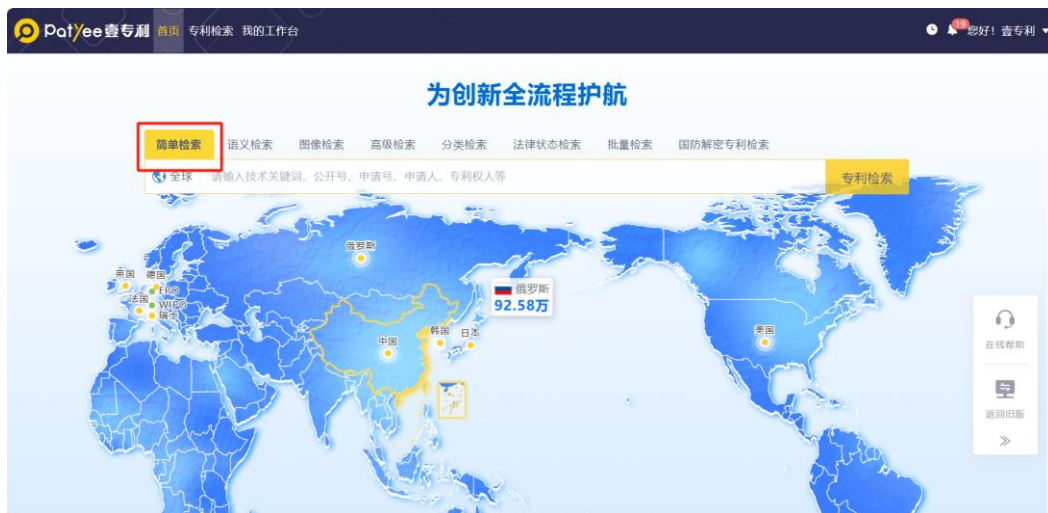 Patyee壹专利 首页 专利检索 我的工作台 19 您好！壹专利
为创新全流程护航
简单检索 语义检索 图像检索 高级检索 分类检索 法律状态检索 批量检索 国防解密专利检索
全球 请输入技术关键词、公开号、申请号、申请人、专利权人等 专利检索
俄罗斯
英国 德国
EPO
法国 WIPO
瑞士
俄罗斯
92.58万
中国 韩国 日本
美国
在线帮助
返回旧版